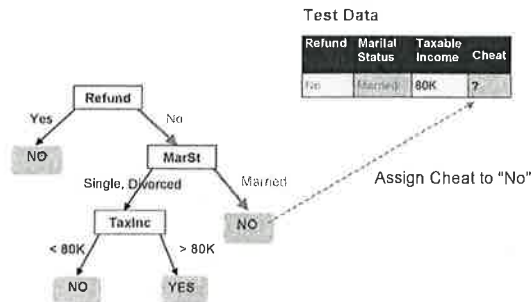 Test Data
Refund Marital Status Taxable Income Cheat
No Married 80K ?
Refund
Yes No
NO MarSt
Single, Divorced Married
TaxInc NO Assign Cheat to "No"
< 80K > 80K
NO YES